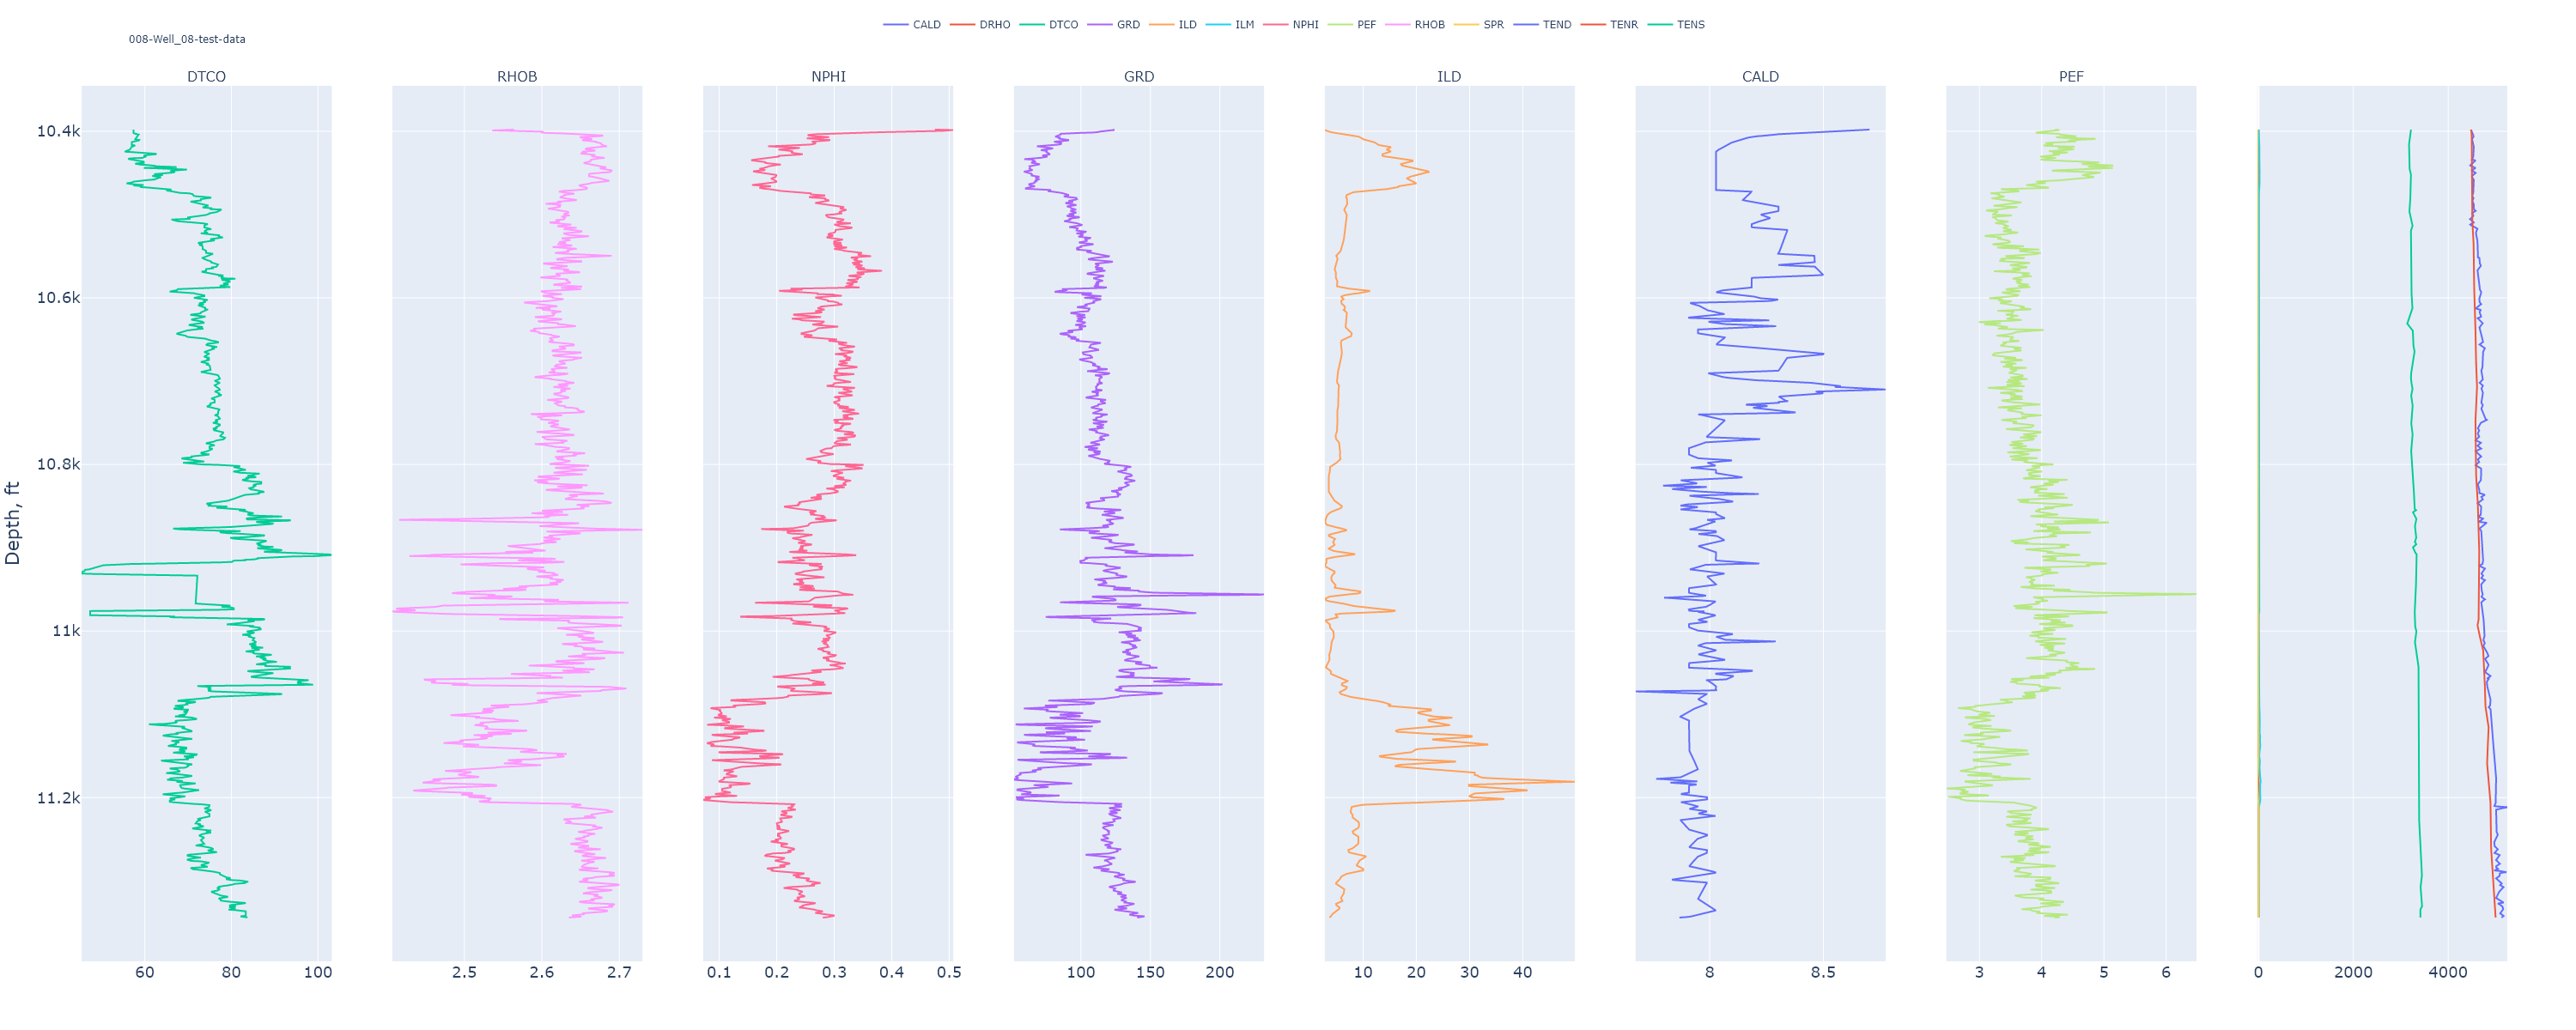 CALD DRHO DTCO GRD ILD ILM NPHI PEF RHOB SPR TEND TENR TENS
008-Well_08-test-data
DTCO RHOB NPHI GRD ILD CALD PEF
10.4k
10.6k
10.8k
11k
11.2k
Depth, ft
60 80 100 2.5 2.6 2.7 0.1 0.2 0.3 0.4 0.5 100 150 200 10 20 30 40 8 8.5 3 4 5 6 0 2000 4000